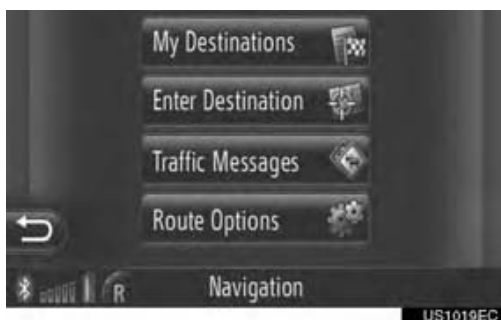 My Destinations
Enter Destination
Traffic Messages
Route Options
R
Navigation
US1019EC